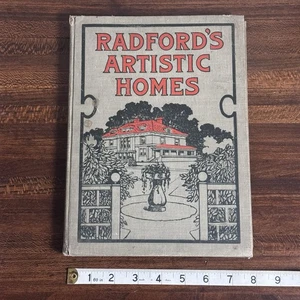 RADFORD'S
ARTISTIC
HOMES
1 2 3 4 5 6 7 8 9